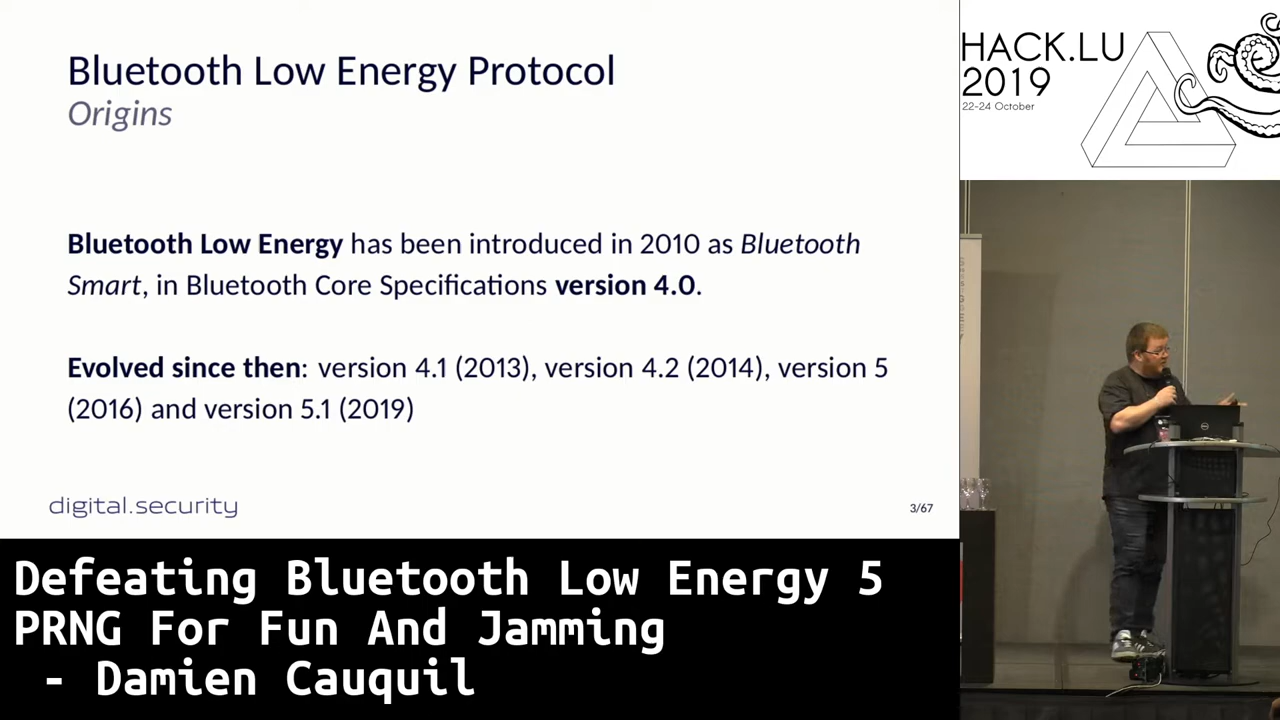 Bluetooth Low Energy Protocol
Origins
Bluetooth Low Energy has been introduced in 2010 as Bluetooth
Smart, in Bluetooth Core Specifications version 4.0.
Evolved since then: version 4.1 (2013), version 4.2 (2014), version 5
(2016) and version 5.1 (2019)
digital.security
3/67
HACK.LU
2019
22-24 October
Defeating Bluetooth Low Energy 5
PRNG For Fun And Jamming
- Damien Cauquil